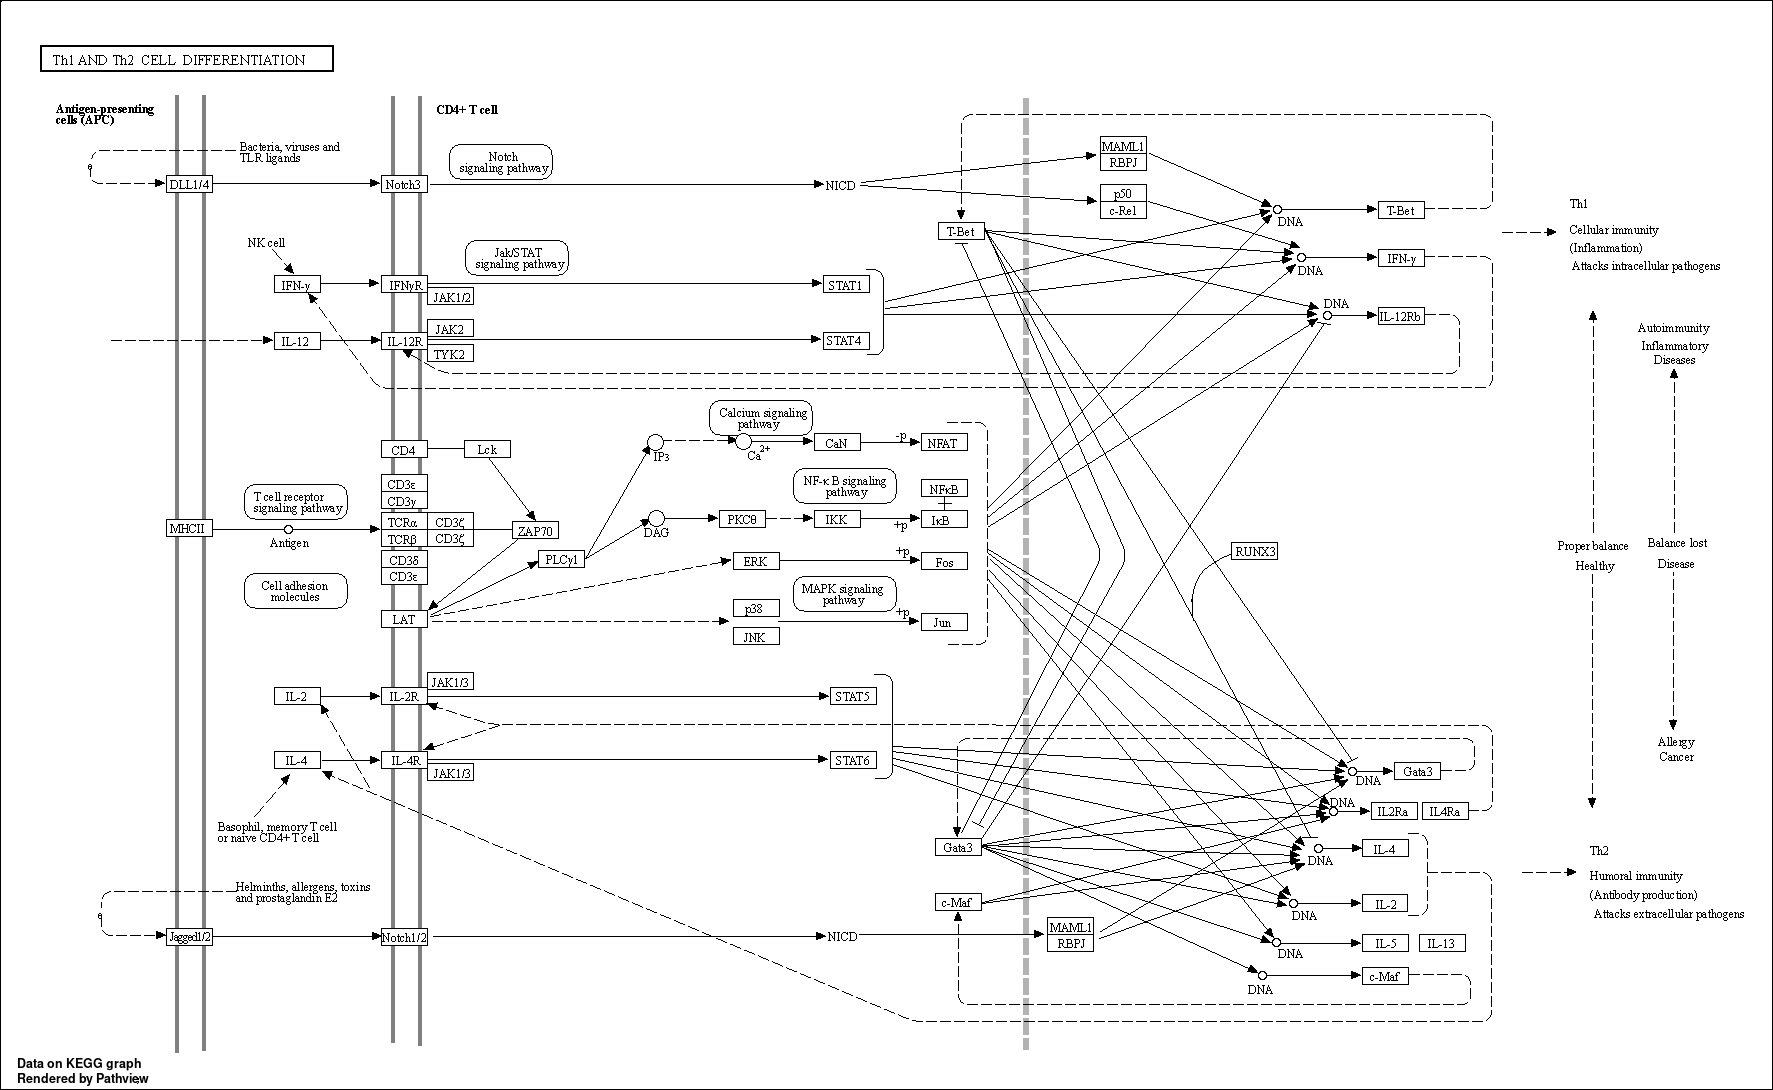 Th1 AND Th2 CELL DIFFERENTIATION
Antigen-presenting
cells (APC)
CD4+ T cell
Bacteria, viruses and
TLR ligands
e
DLL1/4
Notch3
Notch
signaling pathway
NICD
MAML1
RBPJ
p50
c-Rel
DNA
T-Bet
T-Bet
Th1
Cellular immunity
(Inflammation)
Attacks intracellular pathogens
NK cell
IFN-γ
IFNγR
JAK1/2
Jak/STAT
signaling pathway
STAT1
DNA
IFN-γ
IL-12
IL-12R
JAK2
TYK2
STAT4
DNA
IL-12Rb
Autoimmunity
Inflammatory
Diseases
CD4
Lck
Calcium signaling
pathway
IP3
Ca2+
CaN
-p
NFAT
CD3ε
CD3γ
T cell receptor
signaling pathway
NF-κ B signaling
pathway
NFκB
MHCII
Antigen
TCRα
CD3ζ
TCRβ
CD3ζ
ZAP70
DAG
PKCθ
IKK
+p
IκB
CD3δ
CD3ε
PLCγ1
ERK
+p
Fos
RUNX3
Proper balance
Healthy
Balance lost
Disease
Cell adhesion
molecules
MAPK signaling
pathway
LAT
p38
JNK
+p
Jun
IL-2
IL-2R
JAK1/3
STAT5
IL-4
IL-4R
JAK1/3
STAT6
Allergy
Cancer
DNA
Gata3
DNA
IL2Ra
IL4Ra
Basophil, memory T cell
or naive CD4+ T cell
Gata3
DNA
IL-4
Th2
Humoral immunity
(Antibody production)
Attacks extracellular pathogens
Helminths, allergens, toxins
and prostaglandin E2
e
c-Maf
DNA
IL-2
Jagged1/2
Notch1/2
NICD
MAML1
RBPJ
DNA
IL-5
IL-13
DNA
c-Maf
Data on KEGG graph
Rendered by Pathview